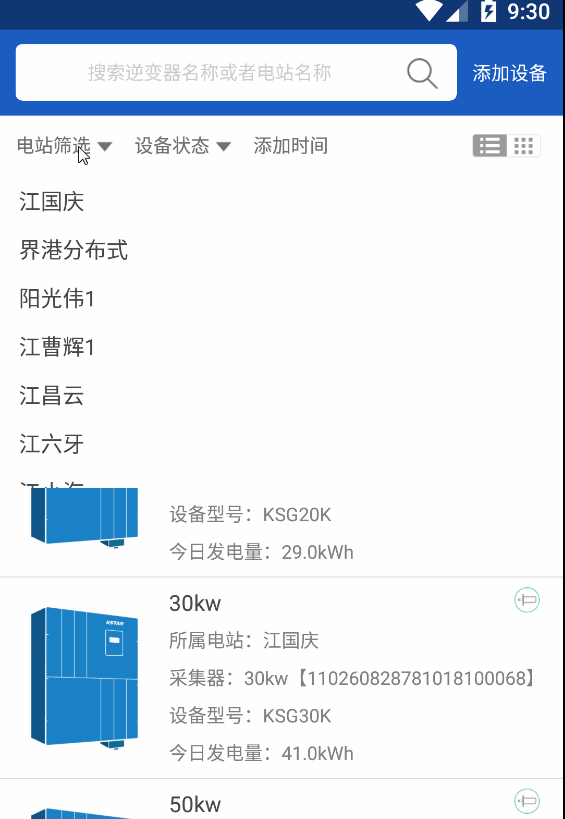 9:30
搜索逆变器名称或者电站名称
添加设备
电站筛选 设备状态 添加时间
江国庆
界港分布式
阳光伟1
江曹辉1
江昌云
江六牙
设备型号：KSG20K
今日发电量：29.0kWh
30kw
KSTAR
所属电站：江国庆
采集器：30kw【110260828781018100068】
设备型号：KSG30K
今日发电量：41.0kWh
50kw